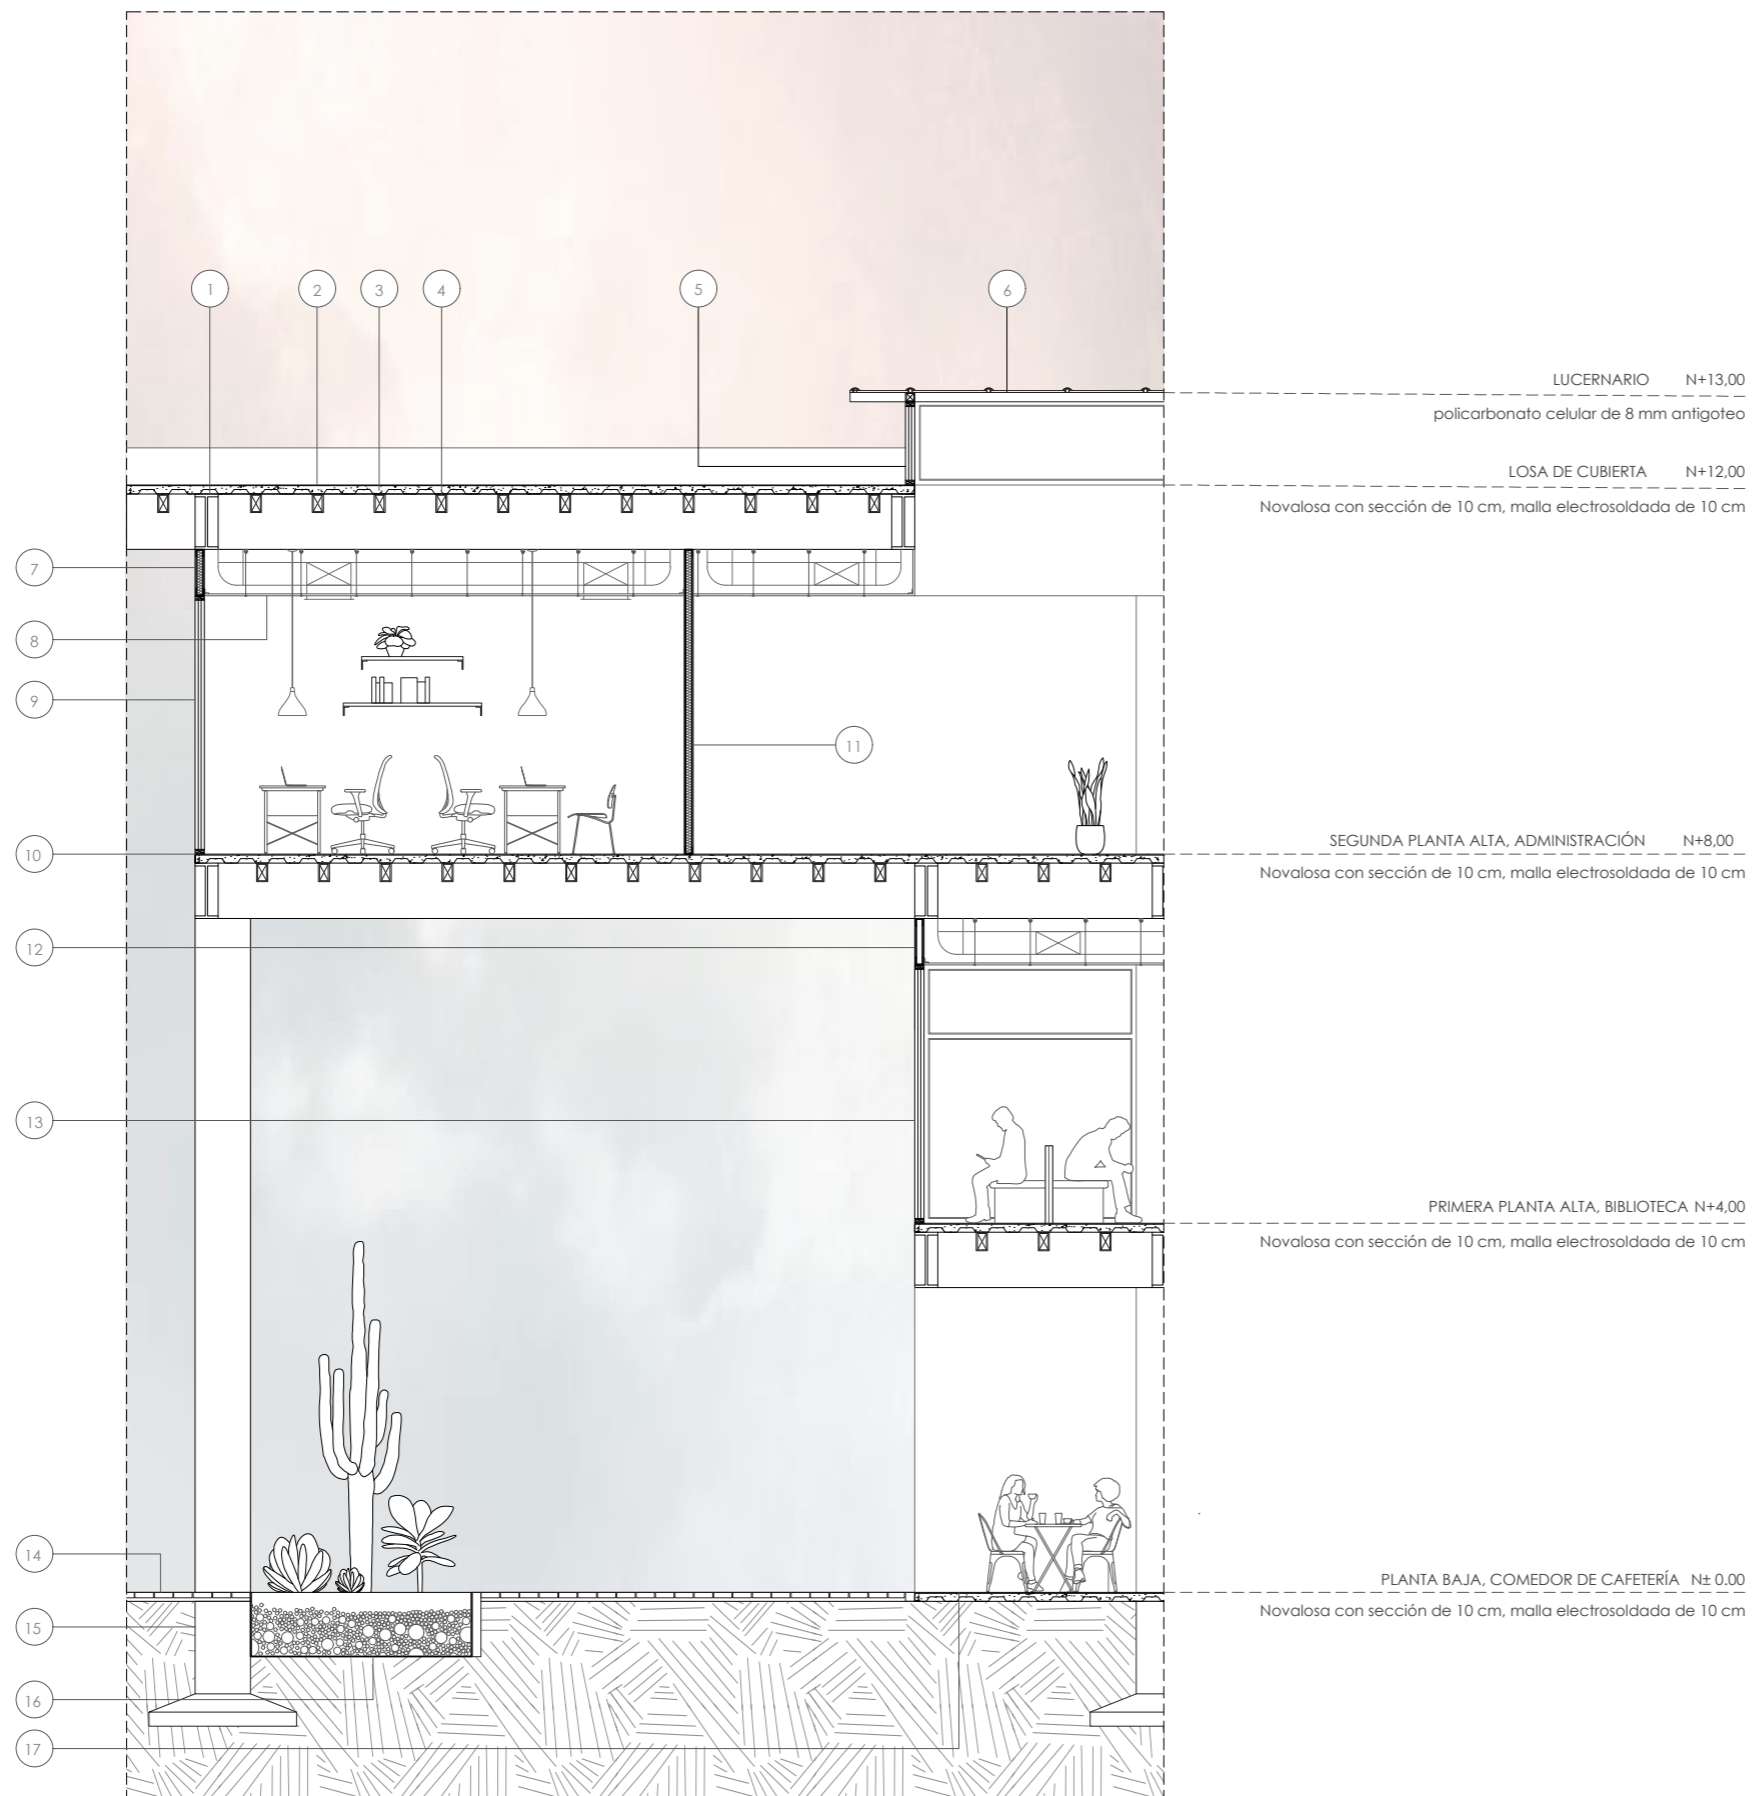 1 2 3 4 5 6
LUCERNARIO N+13,00
policarbonato celular de 8 mm antigoteo
LOSA DE CUBIERTA N+12,00
Novalosa con sección de 10 cm, malla electrosoldada de 10 cm
7
8
9
11
SEGUNDA PLANTA ALTA, ADMINISTRACIÓN N+8,00
10
Novalosa con sección de 10 cm, malla electrosoldada de 10 cm
12
13
PRIMERA PLANTA ALTA, BIBLIOTECA N+4,00
Novalosa con sección de 10 cm, malla electrosoldada de 10 cm
14
PLANTA BAJA, COMEDOR DE CAFETERÍA N± 0.00
Novalosa con sección de 10 cm, malla electrosoldada de 10 cm
15
16
17